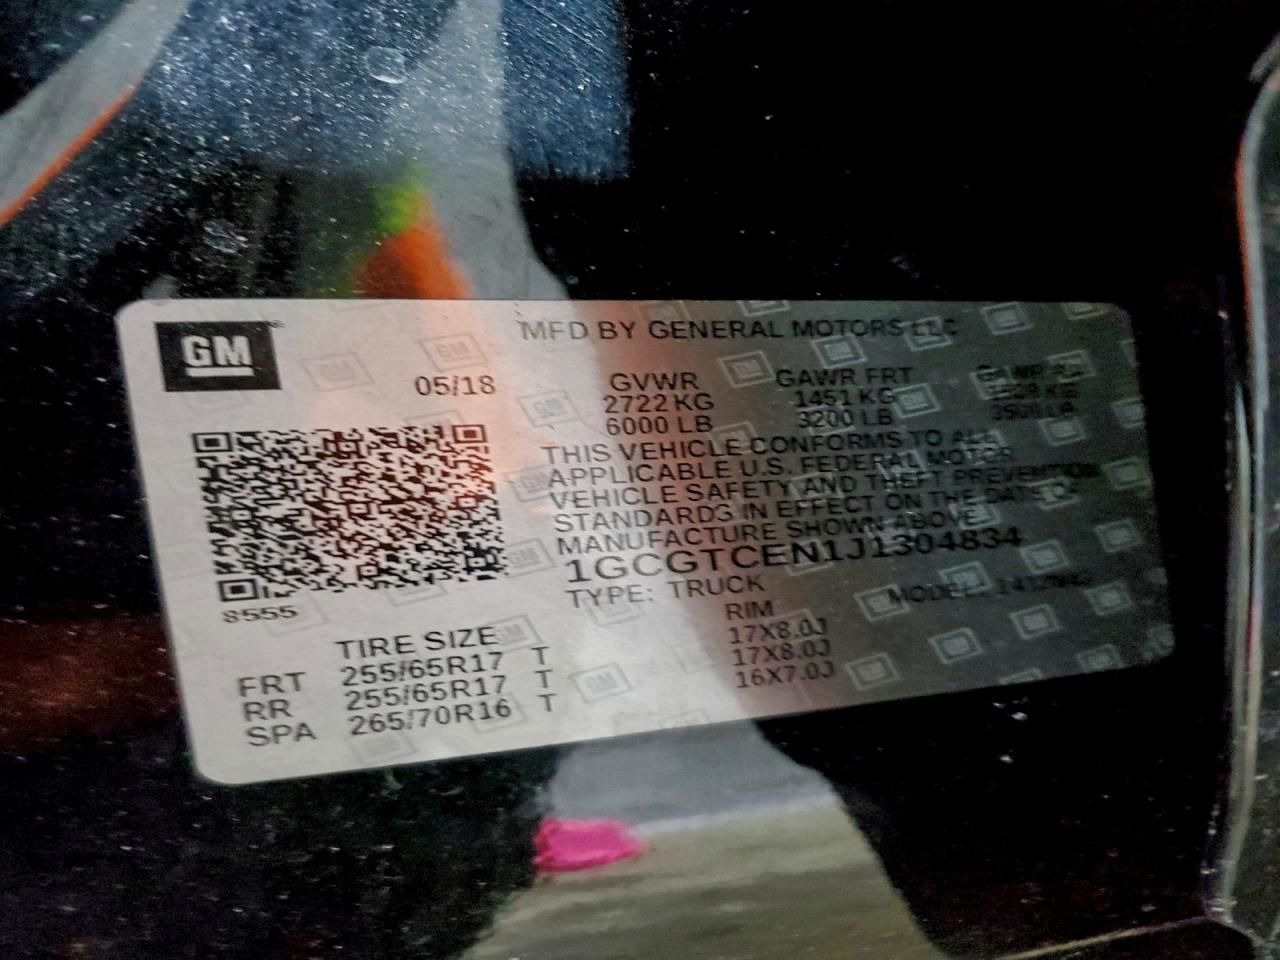 GM
MFD BY GENERAL MOTORS LLC
05/18
GVWR GAWR FRT GAWR RR
2722 KG 1451 KG
6000 LB 3200 LB 3500 LB
THIS VEHICLE CONFORMS TO ALL
APPLICABLE U.S. FEDERAL MOTOR
VEHICLE SAFETY AND THEFT PREVENTION
STANDARDS IN EFFECT ON THE DATE OF
MANUFACTURE SHOWN ABOVE.
1GCGTCEN1J1304834
8555
TYPE: TRUCK MODEL:
TIRE SIZE RIM
FRT 255/65R17 T 17X8.0J
RR 255/65R17 T 17X8.0J
SPA 265/70R16 T 16X7.0J